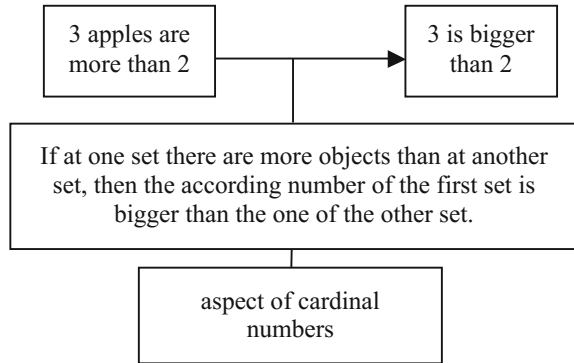 3 apples are
more than 2
3 is bigger
than 2
If at one set there are more objects than at another
set, then the according number of the first set is
bigger than the one of the other set.
aspect of cardinal
numbers